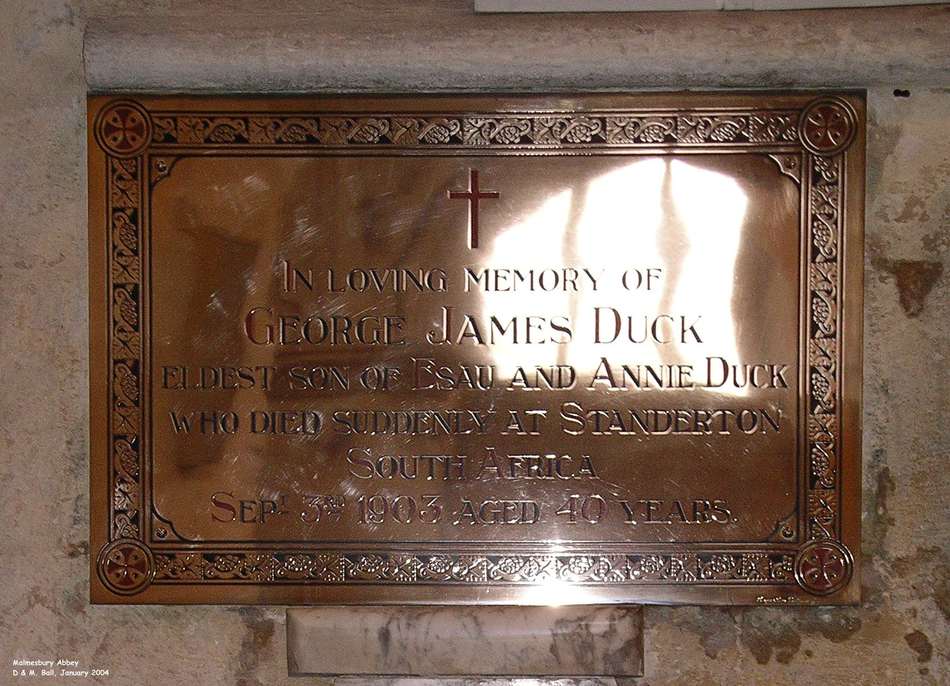 In loving memory of
George James Duck
eldest son of Esau and Annie Duck
who died suddenly at Standerton
South Africa
Sept 3rd 1903 aged 40 years.
Malmesbury Abbey
D & M. Ball, January 2004